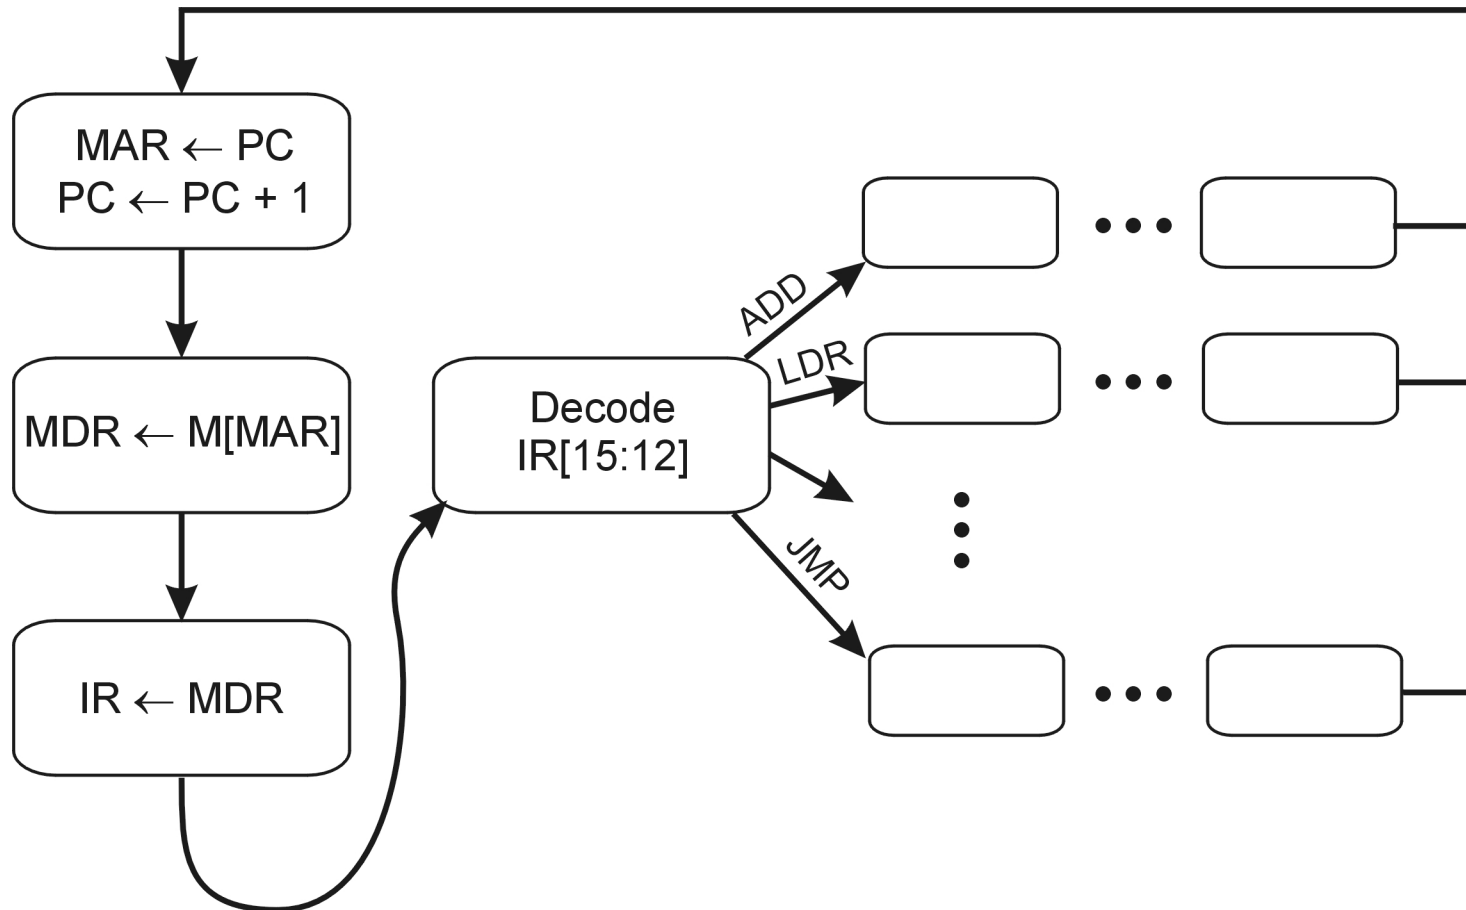 MAR ← PC
PC ← PC + 1
MDR ← M[MAR]
IR ← MDR
Decode
IR[15:12]
ADD
LDR
JMP